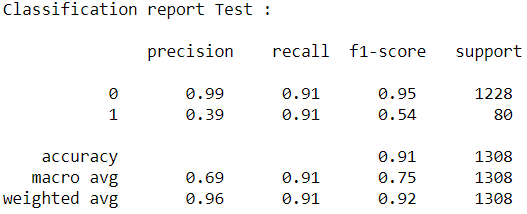 Classification report Test :
precision recall f1-score support
0 0.99 0.91 0.95 1228
1 0.39 0.91 0.54 80
accuracy 0.91 1308
macro avg 0.69 0.91 0.75 1308
weighted avg 0.96 0.91 0.92 1308